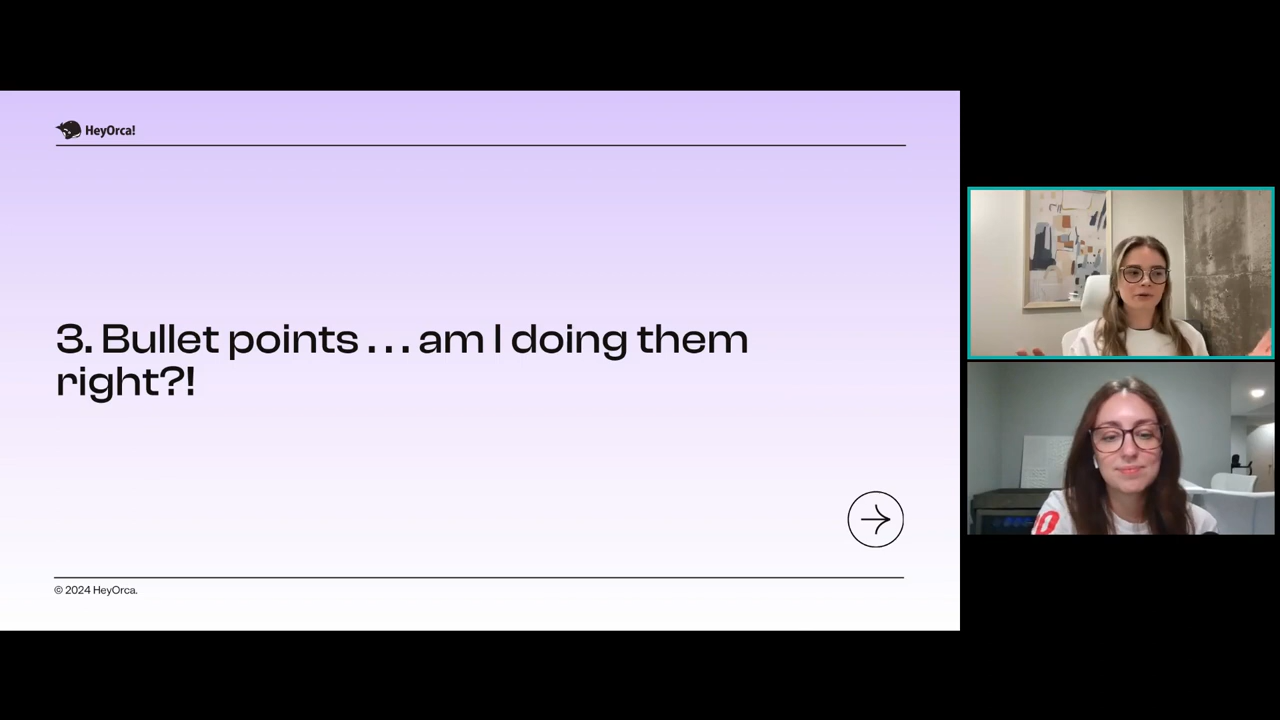 HeyOrca!
3. Bullet points . . . am I doing them
right?!
© 2024 HeyOrca.